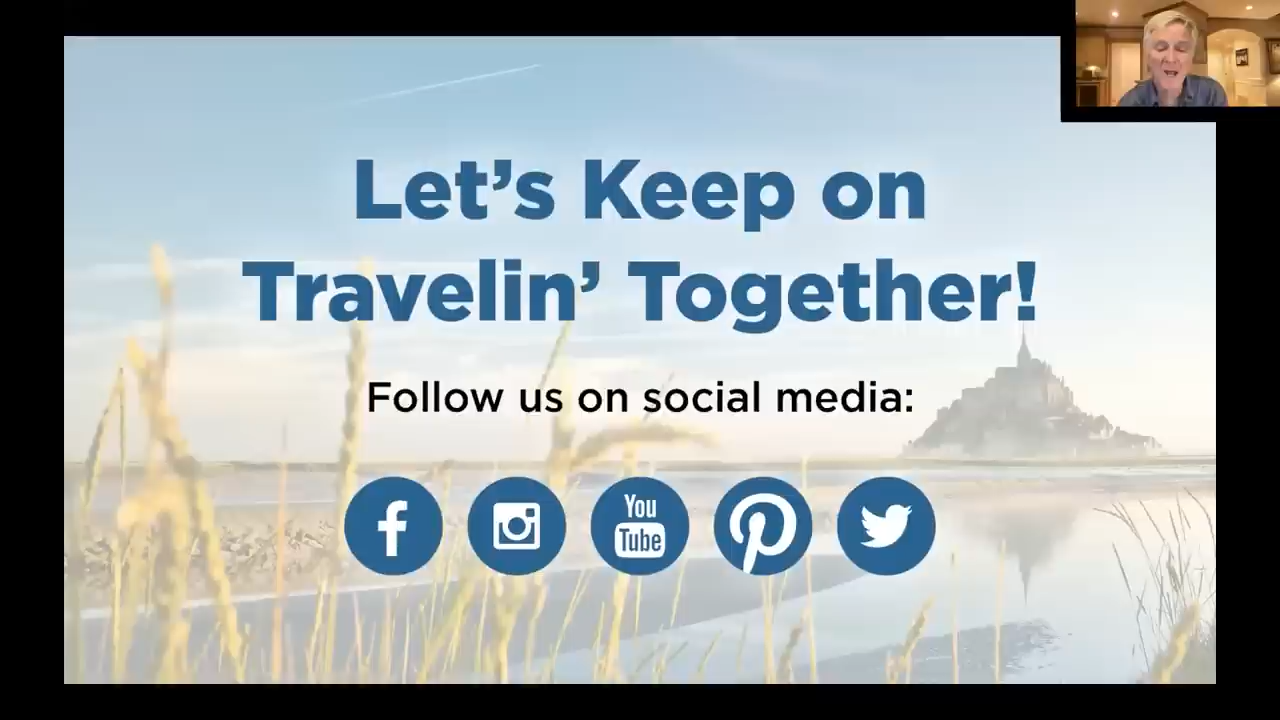 Let’s Keep on
Travelin’ Together!
Follow us on social media:
You
Tube